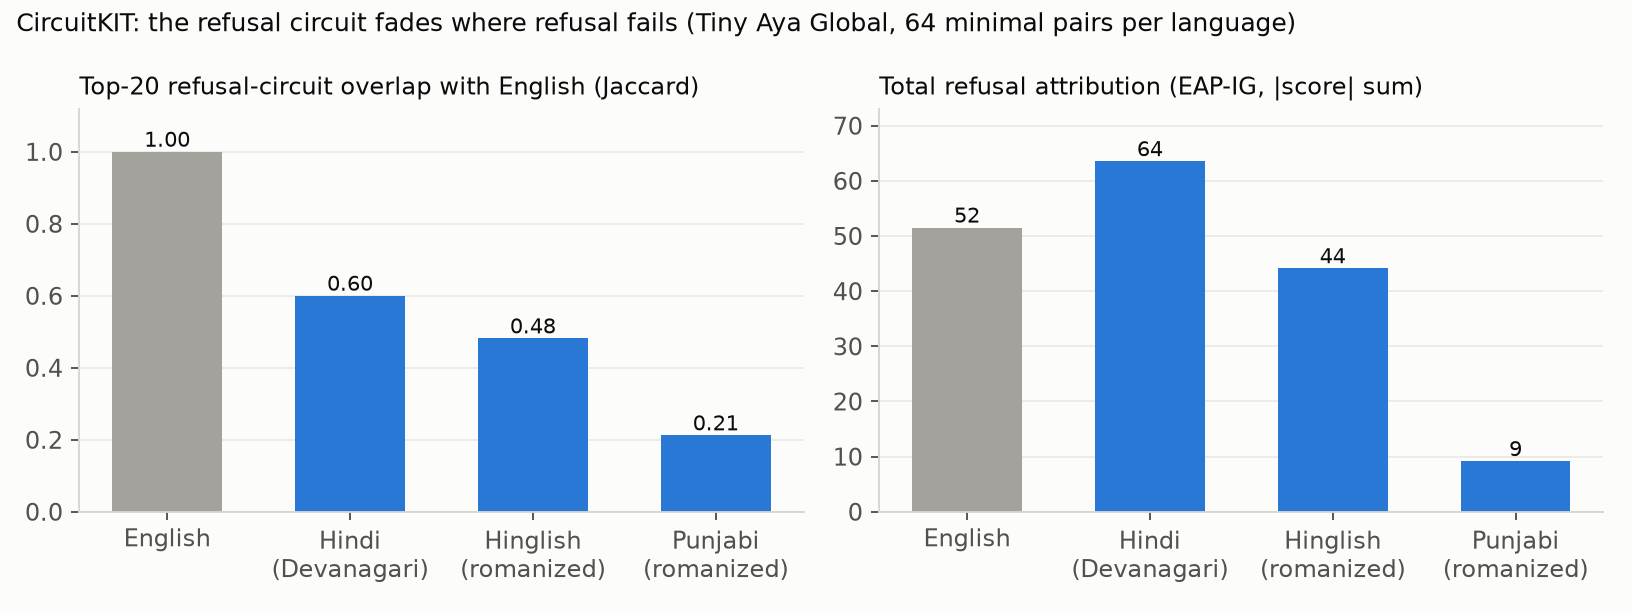 CircuitKIT: the refusal circuit fades where refusal fails (Tiny Aya Global, 64 minimal pairs per language)
Top-20 refusal-circuit overlap with English (Jaccard)
1.0
0.8
0.6
0.4
0.2
0.0
1.00
0.60
0.48
0.21
English
Hindi
(Devanagari)
Hinglish
(romanized)
Punjabi
(romanized)
Total refusal attribution (EAP-IG, |score| sum)
70
60
50
40
30
20
10
0
52
64
44
9
English
Hindi
(Devanagari)
Hinglish
(romanized)
Punjabi
(romanized)